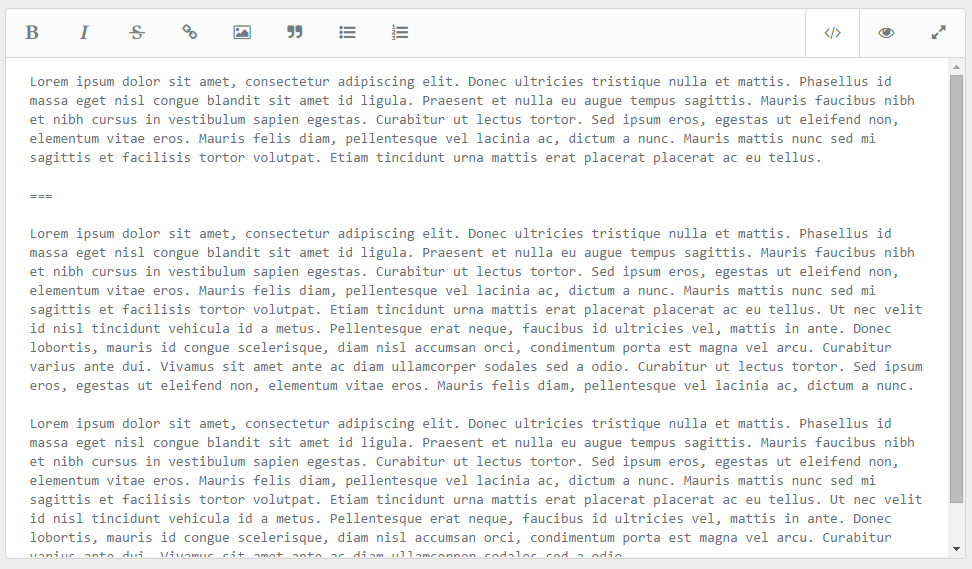 B I S
</>
Lorem ipsum dolor sit amet, consectetur adipiscing elit. Donec ultricies tristique nulla et mattis. Phasellus id
massa eget nisl congue blandit sit amet id ligula. Praesent et nulla eu augue tempus sagittis. Mauris faucibus nibh
et nibh cursus in vestibulum sapien egestas. Curabitur ut lectus tortor. Sed ipsum eros, egestas ut eleifend non,
elementum vitae eros. Mauris felis diam, pellentesque vel lacinia ac, dictum a nunc. Mauris mattis nunc sed mi
sagittis et facilisis tortor volutpat. Etiam tincidunt urna mattis erat placerat placerat ac eu tellus.
===
Lorem ipsum dolor sit amet, consectetur adipiscing elit. Donec ultricies tristique nulla et mattis. Phasellus id
massa eget nisl congue blandit sit amet id ligula. Praesent et nulla eu augue tempus sagittis. Mauris faucibus nibh
et nibh cursus in vestibulum sapien egestas. Curabitur ut lectus tortor. Sed ipsum eros, egestas ut eleifend non,
elementum vitae eros. Mauris felis diam, pellentesque vel lacinia ac, dictum a nunc. Mauris mattis nunc sed mi
sagittis et facilisis tortor volutpat. Etiam tincidunt urna mattis erat placerat placerat ac eu tellus. Ut nec velit
id nisl tincidunt vehicula id a metus. Pellentesque erat neque, faucibus id ultricies vel, mattis in ante. Donec
lobortis, mauris id congue scelerisque, diam nisl accumsan orci, condimentum porta est magna vel arcu. Curabitur
varius ante dui. Vivamus sit amet ante ac diam ullamcorper sodales sed a odio. Curabitur ut lectus tortor. Sed ipsum
eros, egestas ut eleifend non, elementum vitae eros. Mauris felis diam, pellentesque vel lacinia ac, dictum a nunc.
Lorem ipsum dolor sit amet, consectetur adipiscing elit. Donec ultricies tristique nulla et mattis. Phasellus id
massa eget nisl congue blandit sit amet id ligula. Praesent et nulla eu augue tempus sagittis. Mauris faucibus nibh
et nibh cursus in vestibulum sapien egestas. Curabitur ut lectus tortor. Sed ipsum eros, egestas ut eleifend non,
elementum vitae eros. Mauris felis diam, pellentesque vel lacinia ac, dictum a nunc. Mauris mattis nunc sed mi
sagittis et facilisis tortor volutpat. Etiam tincidunt urna mattis erat placerat placerat ac eu tellus. Ut nec velit
id nisl tincidunt vehicula id a metus. Pellentesque erat neque, faucibus id ultricies vel, mattis in ante. Donec
lobortis, mauris id congue scelerisque, diam nisl accumsan orci, condimentum porta est magna vel arcu. Curabitur
varius ante dui. Vivamus sit amet ante ac diam ullamcorper sodales sed a odio.